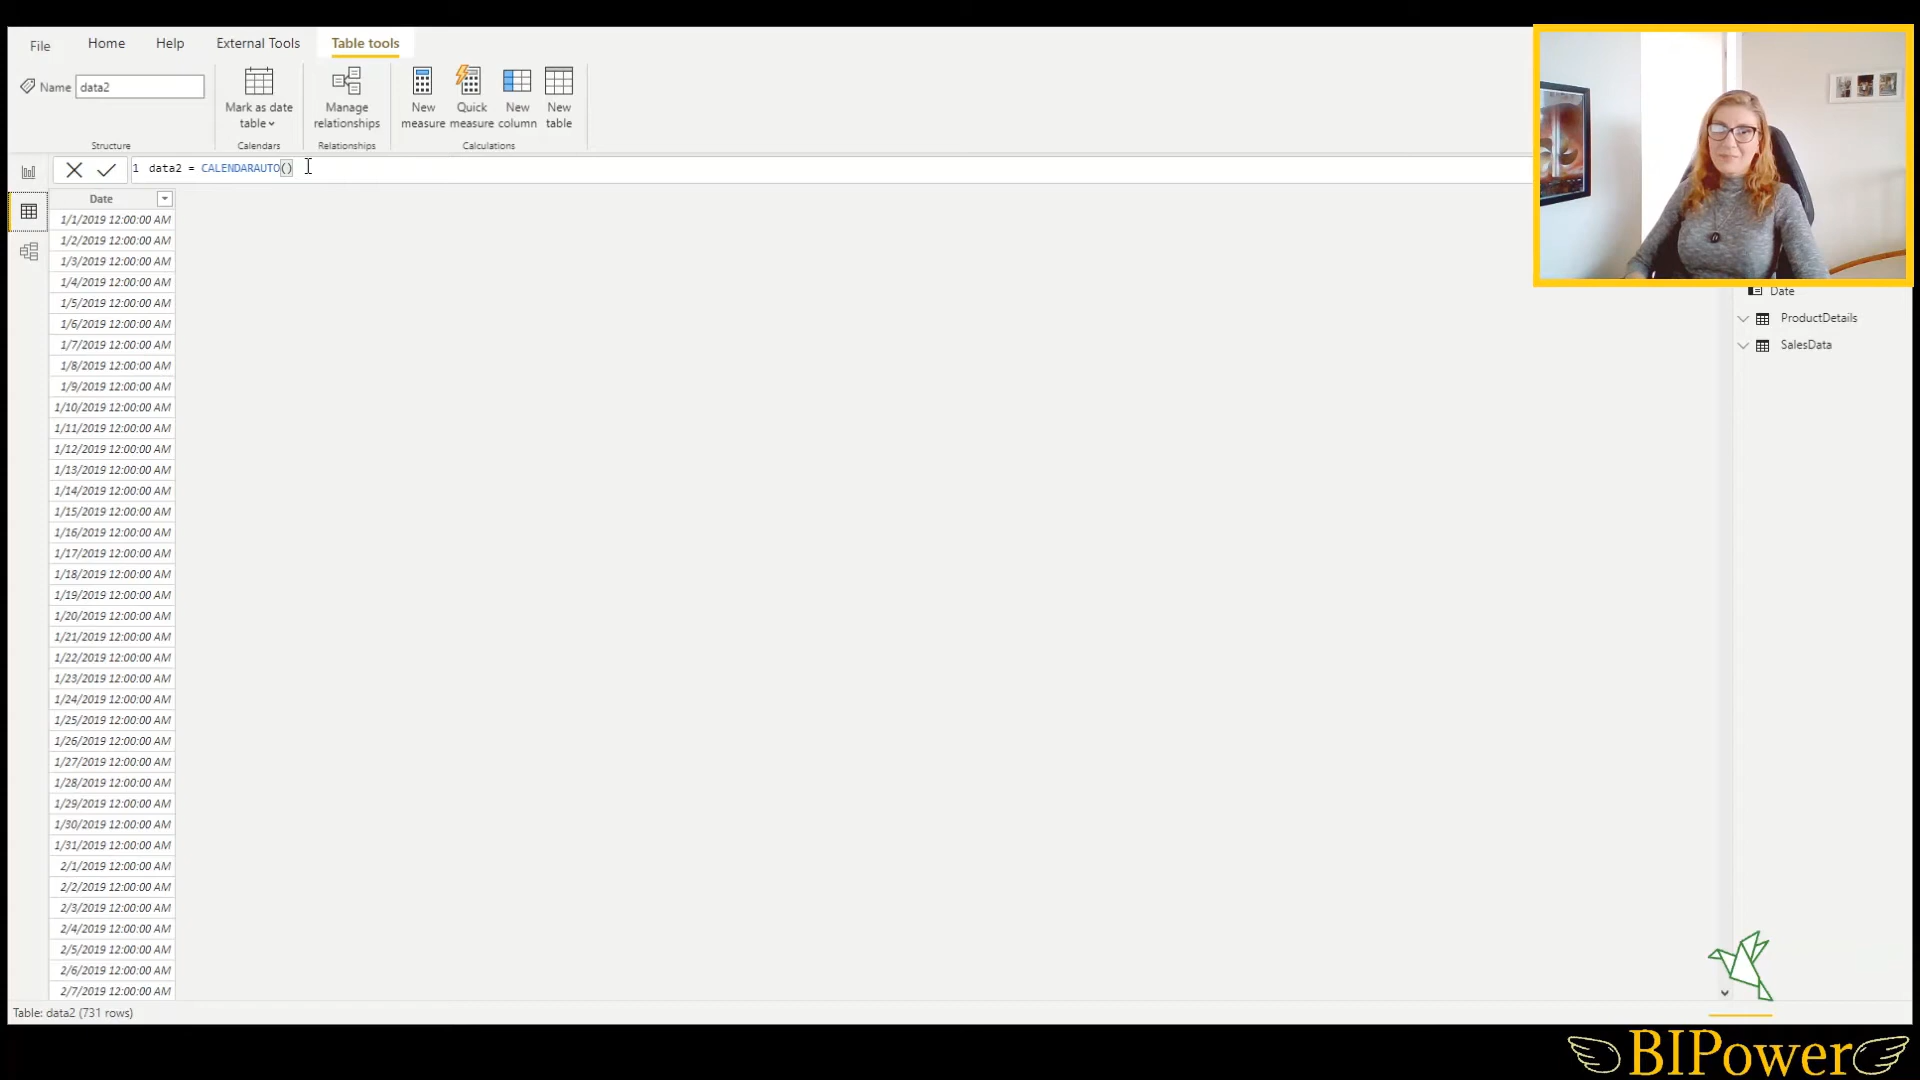 File
Home
Help
External Tools
Table tools
Name
data2
Mark as date
table
Manage
relationships
New
measure
Quick
measure
New
column
New
table
Structure
Calendars
Relationships
Calculations
1 data2 = CALENDARAUTO()
Date
1/1/2019 12:00:00 AM
1/2/2019 12:00:00 AM
1/3/2019 12:00:00 AM
1/4/2019 12:00:00 AM
1/5/2019 12:00:00 AM
1/6/2019 12:00:00 AM
1/7/2019 12:00:00 AM
1/8/2019 12:00:00 AM
1/9/2019 12:00:00 AM
1/10/2019 12:00:00 AM
1/11/2019 12:00:00 AM
1/12/2019 12:00:00 AM
1/13/2019 12:00:00 AM
1/14/2019 12:00:00 AM
1/15/2019 12:00:00 AM
1/16/2019 12:00:00 AM
1/17/2019 12:00:00 AM
1/18/2019 12:00:00 AM
1/19/2019 12:00:00 AM
1/20/2019 12:00:00 AM
1/21/2019 12:00:00 AM
1/22/2019 12:00:00 AM
1/23/2019 12:00:00 AM
1/24/2019 12:00:00 AM
1/25/2019 12:00:00 AM
1/26/2019 12:00:00 AM
1/27/2019 12:00:00 AM
1/28/2019 12:00:00 AM
1/29/2019 12:00:00 AM
1/30/2019 12:00:00 AM
1/31/2019 12:00:00 AM
2/1/2019 12:00:00 AM
2/2/2019 12:00:00 AM
2/3/2019 12:00:00 AM
2/4/2019 12:00:00 AM
2/5/2019 12:00:00 AM
2/6/2019 12:00:00 AM
2/7/2019 12:00:00 AM
Date
ProductDetails
SalesData
Table: data2 (731 rows)
BIPower